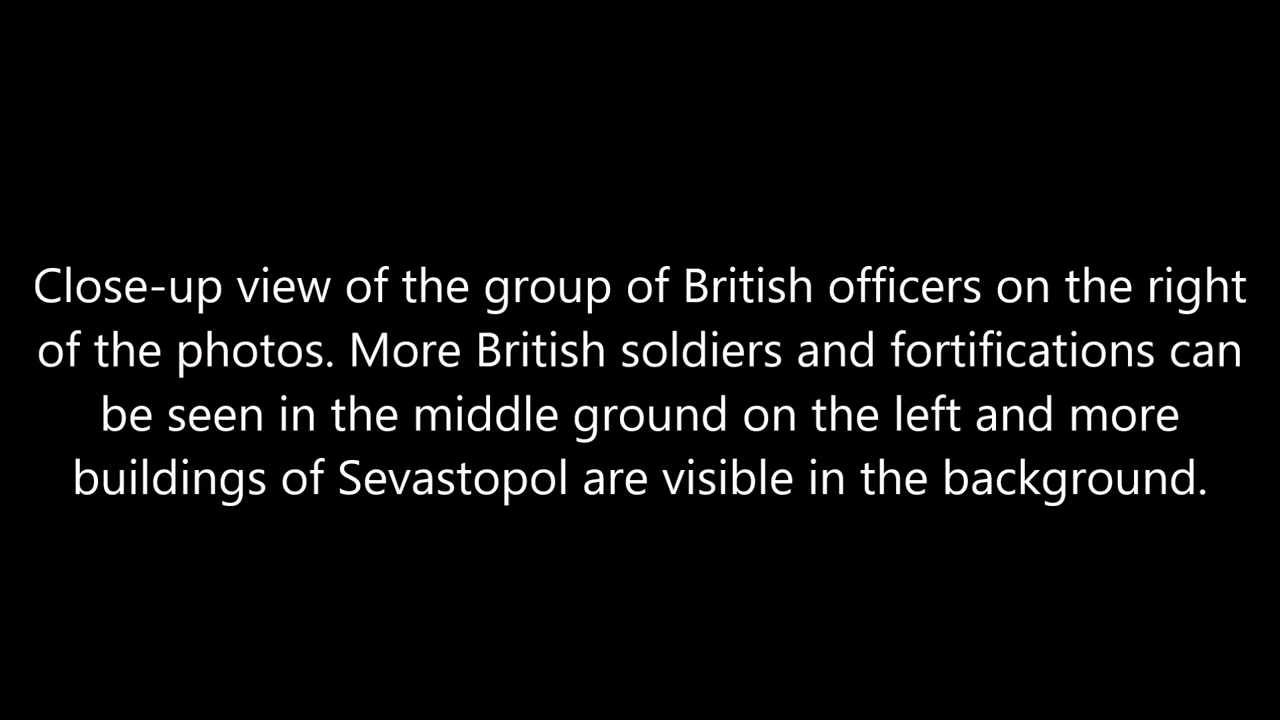 Close-up view of the group of British officers on the right
of the photos. More British soldiers and fortifications can
be seen in the middle ground on the left and more
buildings of Sevastopol are visible in the background.